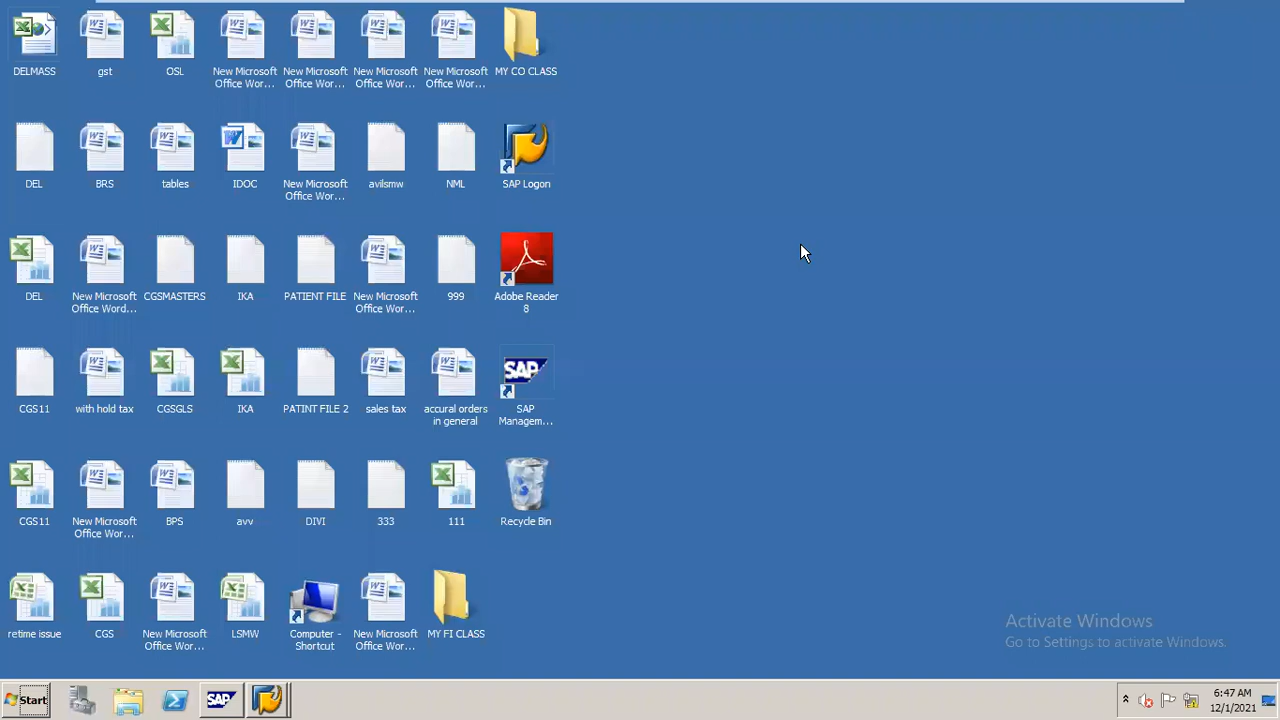 DELMASS
gst
OSL
New Microsoft
Office Wor...
New Microsoft
Office Wor...
New Microsoft
Office Wor...
New Microsoft
Office Wor...
MY CO CLASS
DEL
BRS
tables
IDOC
New Microsoft
Office Wor...
avilsmw
NML
SAP Logon
DEL
New Microsoft
Office Word...
CGSMASTERS
IKA
PATIENT FILE
New Microsoft
Office Wor...
999
Adobe Reader
8
CGS11
with hold tax
CGSGLS
IKA
PATINT FILE 2
sales tax
accural orders
in general
SAP
SAP
Managem...
CGS11
New Microsoft
Office Wor...
BPS
avv
DIVI
333
111
Recycle Bin
retime issue
CGS
New Microsoft
Office Wor...
LSMW
Computer -
Shortcut
New Microsoft
Office Wor...
MY FI CLASS
Activate Windows
Go to Settings to activate Windows.
Start
SAP
6:47 AM
12/1/2021